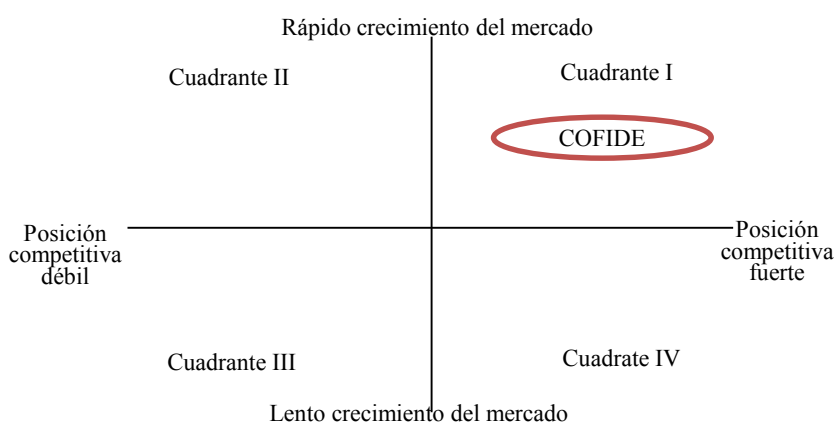 Rápido crecimiento del mercado
Cuadrante II
Cuadrante I
COFIDE
Posición
competitiva
débil
Posición
competitiva
fuerte
Cuadrante III
Cuadrate IV
Lento crecimiento del mercado